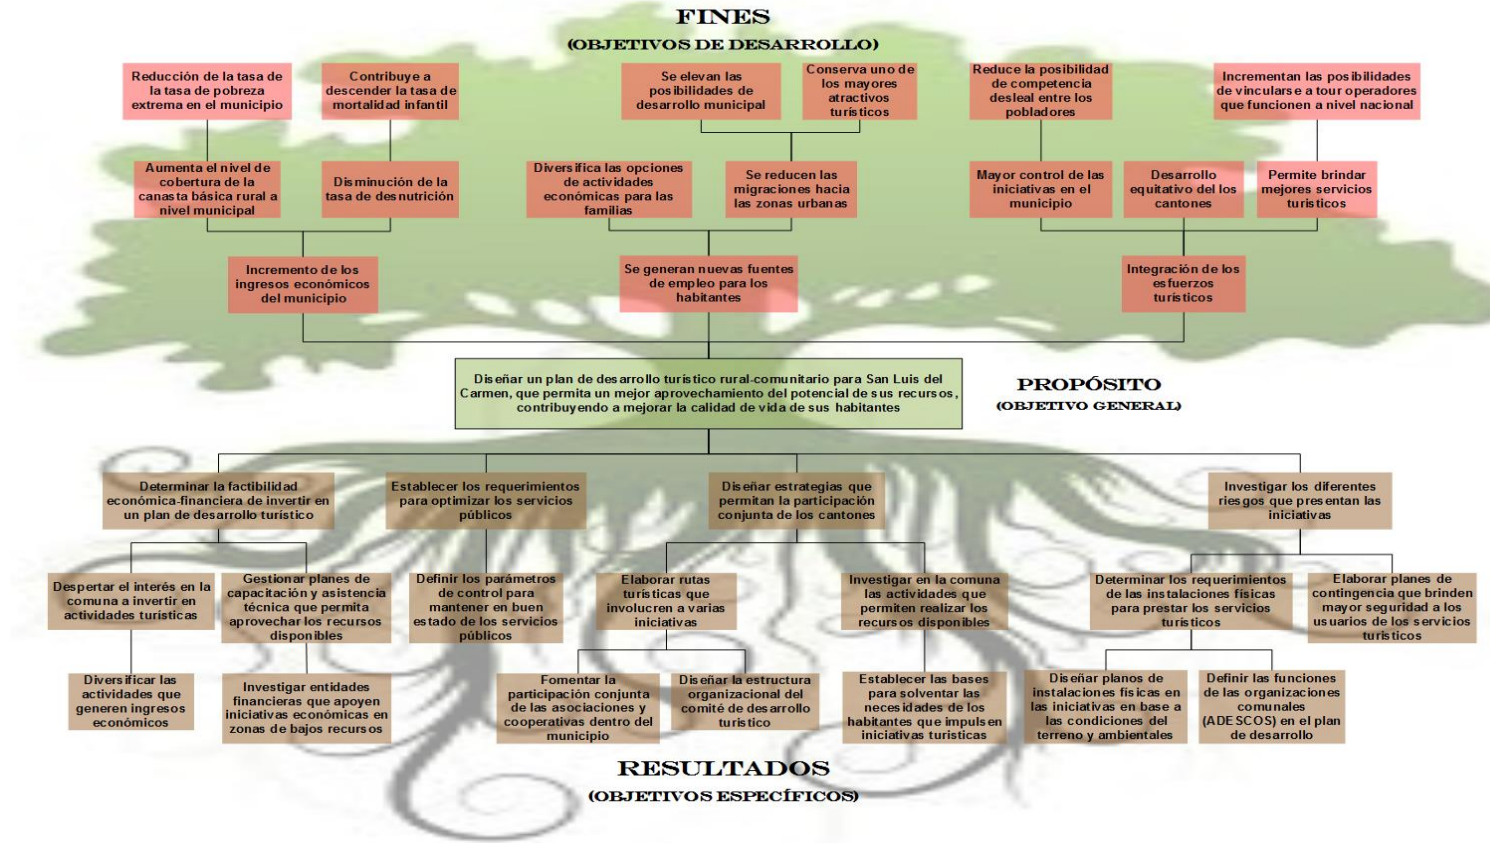 FINES
(OBJETIVOS DE DESARROLLO)
Reducción de la tasa de
la tasa de pobreza
extrema en el municipio
Contribuye a
descender la tasa de
mortalidad infantil
Se elevan las
posibilidades de
desarrollo municipal
Conserva uno de
los mayores
atractivos
turísticos
Reduce la posibilidad
de competencia
desleal entre los
pobladores
Incrementan las posibilidades
de vincularse a tour operadores
que funcionen a nivel nacional
Aumenta el nivel de
cobertura de la
canasta básica rural a
nivel municipal
Disminución de la
tasa de desnutrición
Diversifica las opciones
de actividades
económicas para las
familias
Se reducen las
migraciones hacia
las zonas urbanas
Mayor control de las
iniciativas en el
municipio
Desarrollo
equitativo del los
cantones
Permite brindar
mejores servicios
turísticos
Incremento de los
ingresos económicos
del municipio
Se generan nuevas fuentes
de empleo para los
habitantes
Integración de los
esfuerzos
turísticos
Diseñar un plan de desarrollo turístico rural-comunitario para San Luis del
Carmen, que permita un mejor aprovechamiento del potencial de sus recursos,
contribuyendo a mejorar la calidad de vida de sus habitantes
PROPÓSITO
(OBJETIVO GENERAL)
Determinar la factibilidad
económica-financiera de invertir en
un plan de desarrollo turístico
Establecer los requerimientos
para optimizar los servicios
públicos
Diseñar estrategias que
permitan la participación
conjunta de los cantones
Investigar los diferentes
riesgos que presentan las
iniciativas
Despertar el interés en la
comuna a invertir en
actividades turísticas
Gestionar planes de
capacitación y asistencia
técnica que permita
aprovechar los recursos
disponibles
Definir los parámetros
de control para
mantener en buen
estado de los servicios
públicos
Elaborar rutas
turísticas que
involucren a varias
iniciativas
Investigar en la comuna
las actividades que
permiten realizar los
recursos disponibles
Determinar los requerimientos
de las instalaciones físicas
para prestar los servicios
turísticos
Elaborar planes de
contingencia que brinden
mayor seguridad a los
usuarios de los servicios
turísticos
Diversificar las
actividades que
generen ingresos
económicos
Investigar entidades
financieras que apoyen
iniciativas económicas en
zonas de bajos recursos
Fomentar la
participación conjunta
de las asociaciones y
cooperativas dentro del
municipio
Diseñar la estructura
organizacional del
comité de desarrollo
turistico
Establecer las bases
para solventar las
necesidades de los
habitantes que impulsen
iniciativas turisticas
Diseñar planos de
instalaciones físicas en
las iniciativas en base a
las condiciones del
terreno y ambientales
Definir las funciones
de las organizaciones
comunales
(ADESCOS) en el plan
de desarrollo
RESULTADOS
(OBJETIVOS ESPECÍFICOS)